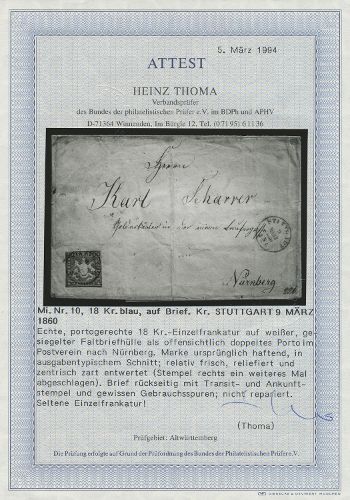 5. März 1994
ATTEST
HEINZ THOMA
Verbandsprüfer
des Bundes der philatelistischen Prüfer e.V. im BDPh und APHV
D-71364 Winnenden, Im Bürgle 12, Tel. (0 71 95) 6 11 36
Herrn
Karl Scharrer
in der
STUTTGART
Nürnberg
Mi. Nr. 10, 18 Kr. blau, auf Brief. Kr. STUTTGART 9 MÄRZ
1860
Echte, portogerechte 18 Kr.-Einzelfrankatur auf weißer, ge-
siegelter Faltbriefhülle als offensichtlich doppeltes Porto im
Postverein nach Nürnberg. Marke ursprünglich haftend, in
ausgabentypischem Schnitt; relativ frisch, reliefiert und
zentrisch zart entwertet (Stempel rechts ein weiteres Mal
abgeschlagen). Brief rückseitig mit Transit- und Ankunft-
stempel und gewissen Gebrauchsspuren; nicht repariert.
Seltene Einzelfrankatur!
(Thoma)
Prüfgebiet: Altwürttemberg
Die Prüfung erfolgte auf Grund der Prüfordnung des Bundes der Philatelistischen Prüfer e.V.